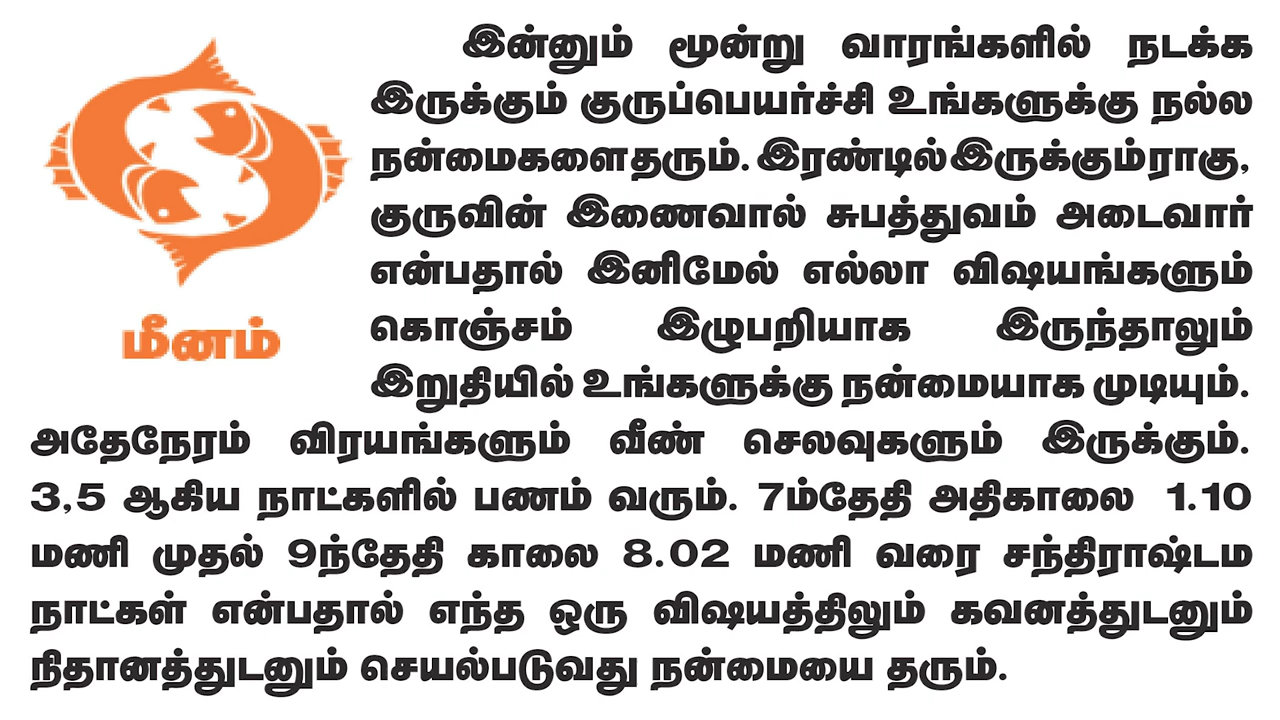 இன்னும் மூன்று வாரங்களில் நடக்க
இருக்கும் குருப்பெயர்ச்சி உங்களுக்கு நல்ல
நன்மைகளைதரும். இரண்டில்இருக்கும்ராகு,
குருவின் இணைவால் சுபத்துவம் அடைவார்
என்பதால் இனிமேல் எல்லா விஷயங்களும்
கொஞ்சம் இழுபறியாக இருந்தாலும்
இறுதியில் உங்களுக்கு நன்மையாக முடியும்.
மீனம்
அதேநேரம் விரயங்களும் வீண் செலவுகளும் இருக்கும்.
3,5 ஆகிய நாட்களில் பணம் வரும். 7ம்தேதி அதிகாலை 1.10
மணி முதல் 9ந்தேதி காலை 8.02 மணி வரை சந்திராஷ்டம
நாட்கள் என்பதால் எந்த ஒரு விஷயத்திலும் கவனத்துடனும்
நிதானத்துடனும் செயல்படுவது நன்மையை தரும்.